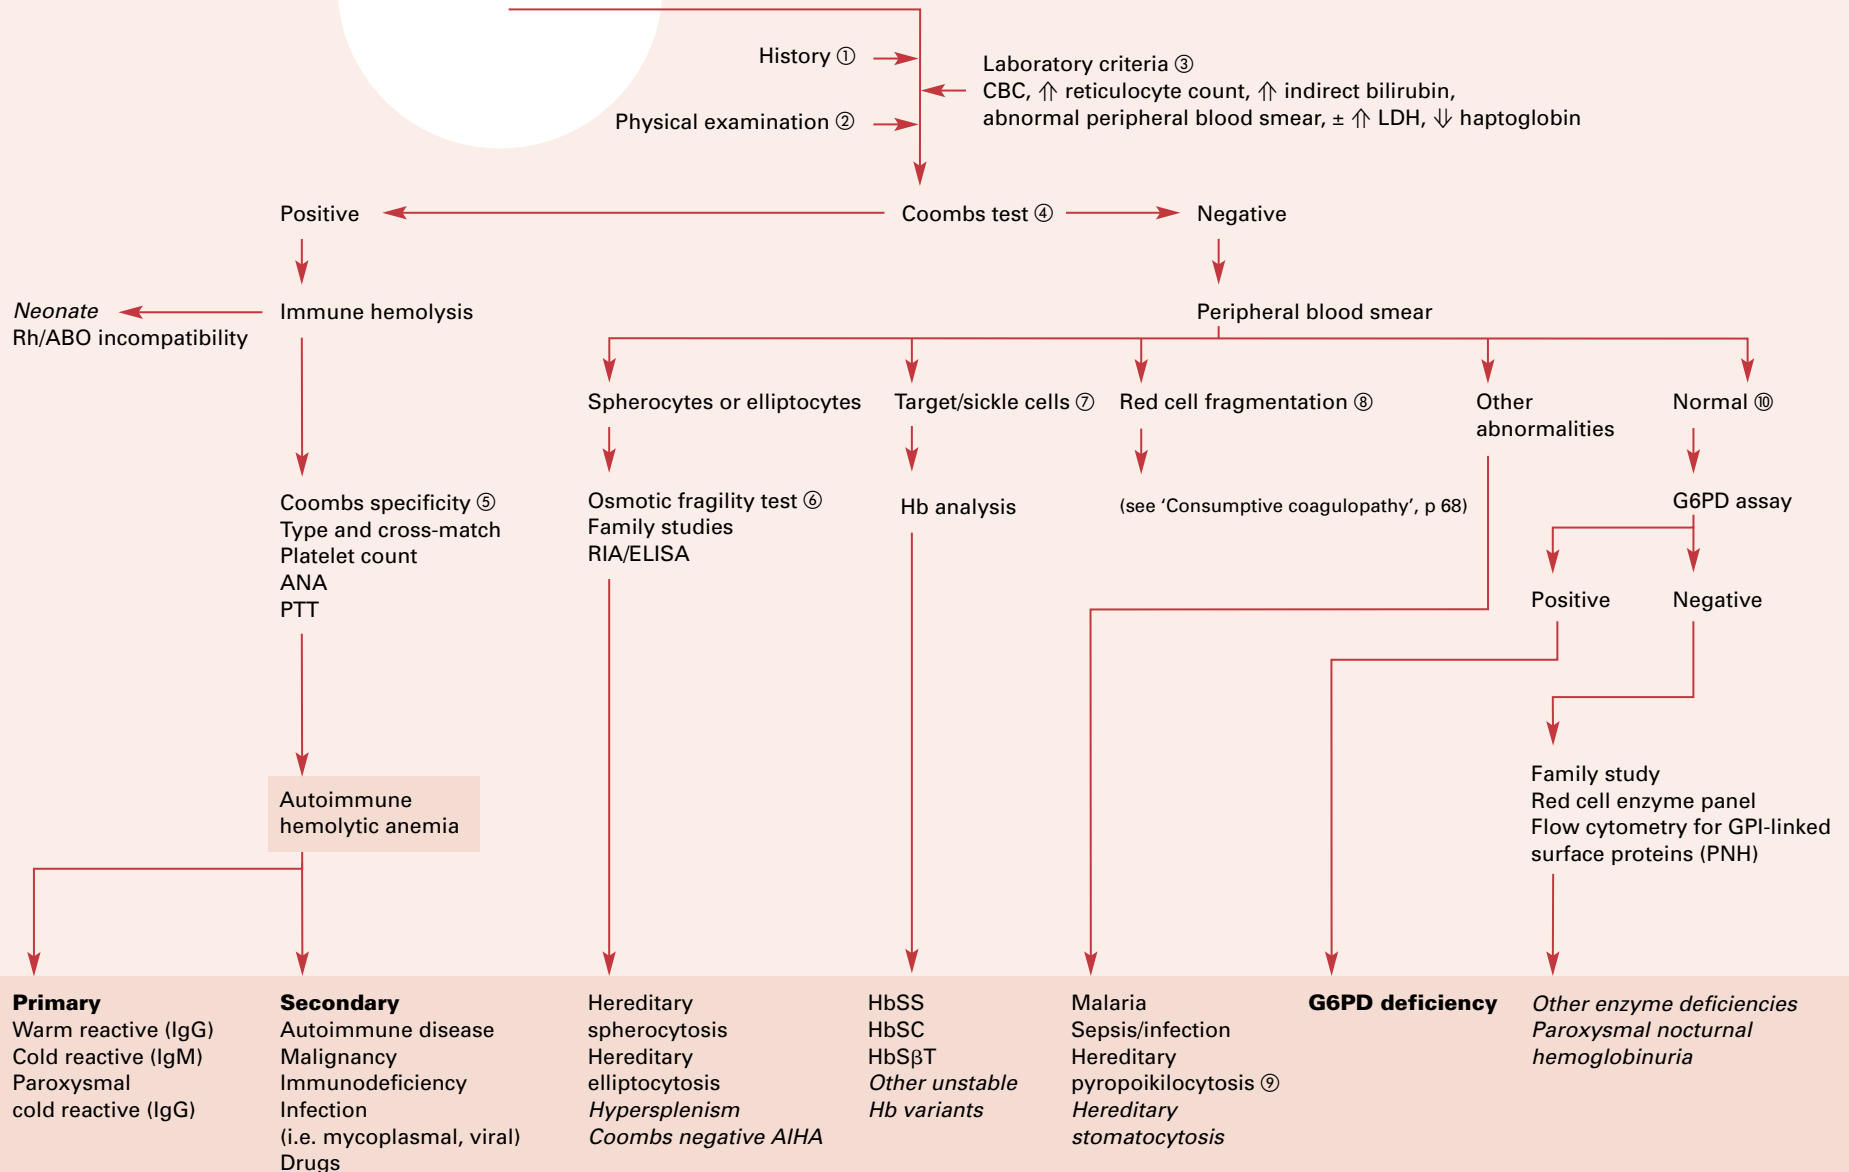 History ①
Laboratory criteria ③
CBC, ⇑ reticulocyte count, ⇑ indirect bilirubin,
abnormal peripheral blood smear, ± ⇑ LDH, ⇓ haptoglobin
Physical examination ②
Positive
Coombs test ④
Negative
Neonate
Rh/ABO incompatibility
Immune hemolysis
Peripheral blood smear
Spherocytes or elliptocytes
Target/sickle cells ⑦
Red cell fragmentation ⑧
Other
abnormalities
Normal ⑩
Coombs specificity ⑤
Type and cross-match
Platelet count
ANA
PTT
Osmotic fragility test ⑥
Family studies
RIA/ELISA
Hb analysis
(see ‘Consumptive coagulopathy’, p 68)
G6PD assay
Positive
Negative
Autoimmune
hemolytic anemia
Family study
Red cell enzyme panel
Flow cytometry for GPI-linked
surface proteins (PNH)
Primary
Warm reactive (IgG)
Cold reactive (IgM)
Paroxysmal
cold reactive (IgG)
Secondary
Autoimmune disease
Malignancy
Immunodeficiency
Infection
(i.e. mycoplasmal, viral)
Drugs
Hereditary
spherocytosis
Hereditary
elliptocytosis
Hypersplenism
Coombs negative AIHA
HbSS
HbSC
HbSβT
Other unstable
Hb variants
Malaria
Sepsis/infection
Hereditary
pyropoikilocytosis ⑨
Hereditary
stomatocytosis
G6PD deficiency
Other enzyme deficiencies
Paroxysmal nocturnal
hemoglobinuria